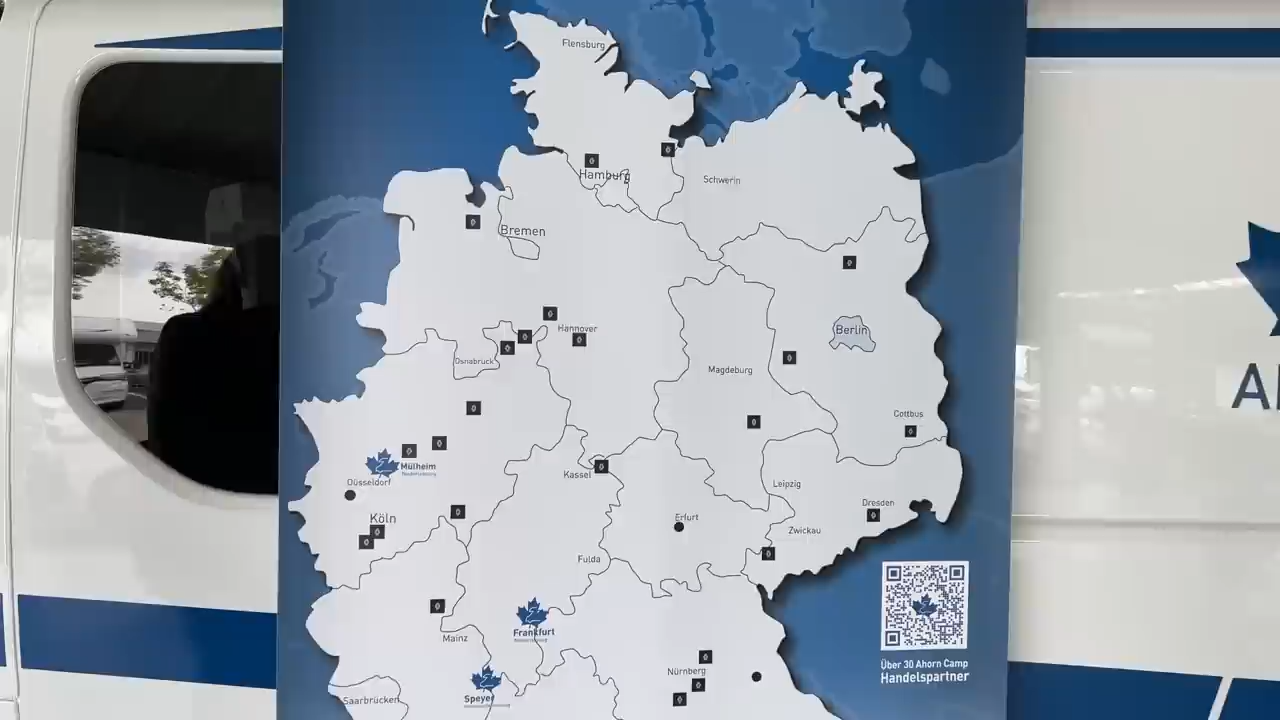 Flensburg
Hamburg
Schwerin
Bremen
Hannover
Berlin
Osnabrück
Magdeburg
Cottbus
Mülheim
Düsseldorf
Kassel
Leipzig
Köln
Erfurt
Dresden
Zwickau
Fulda
Frankfurt
Mainz
Nürnberg
Speyer
Saarbrücken
Über 30 Ahorn Camp
Handelspartner